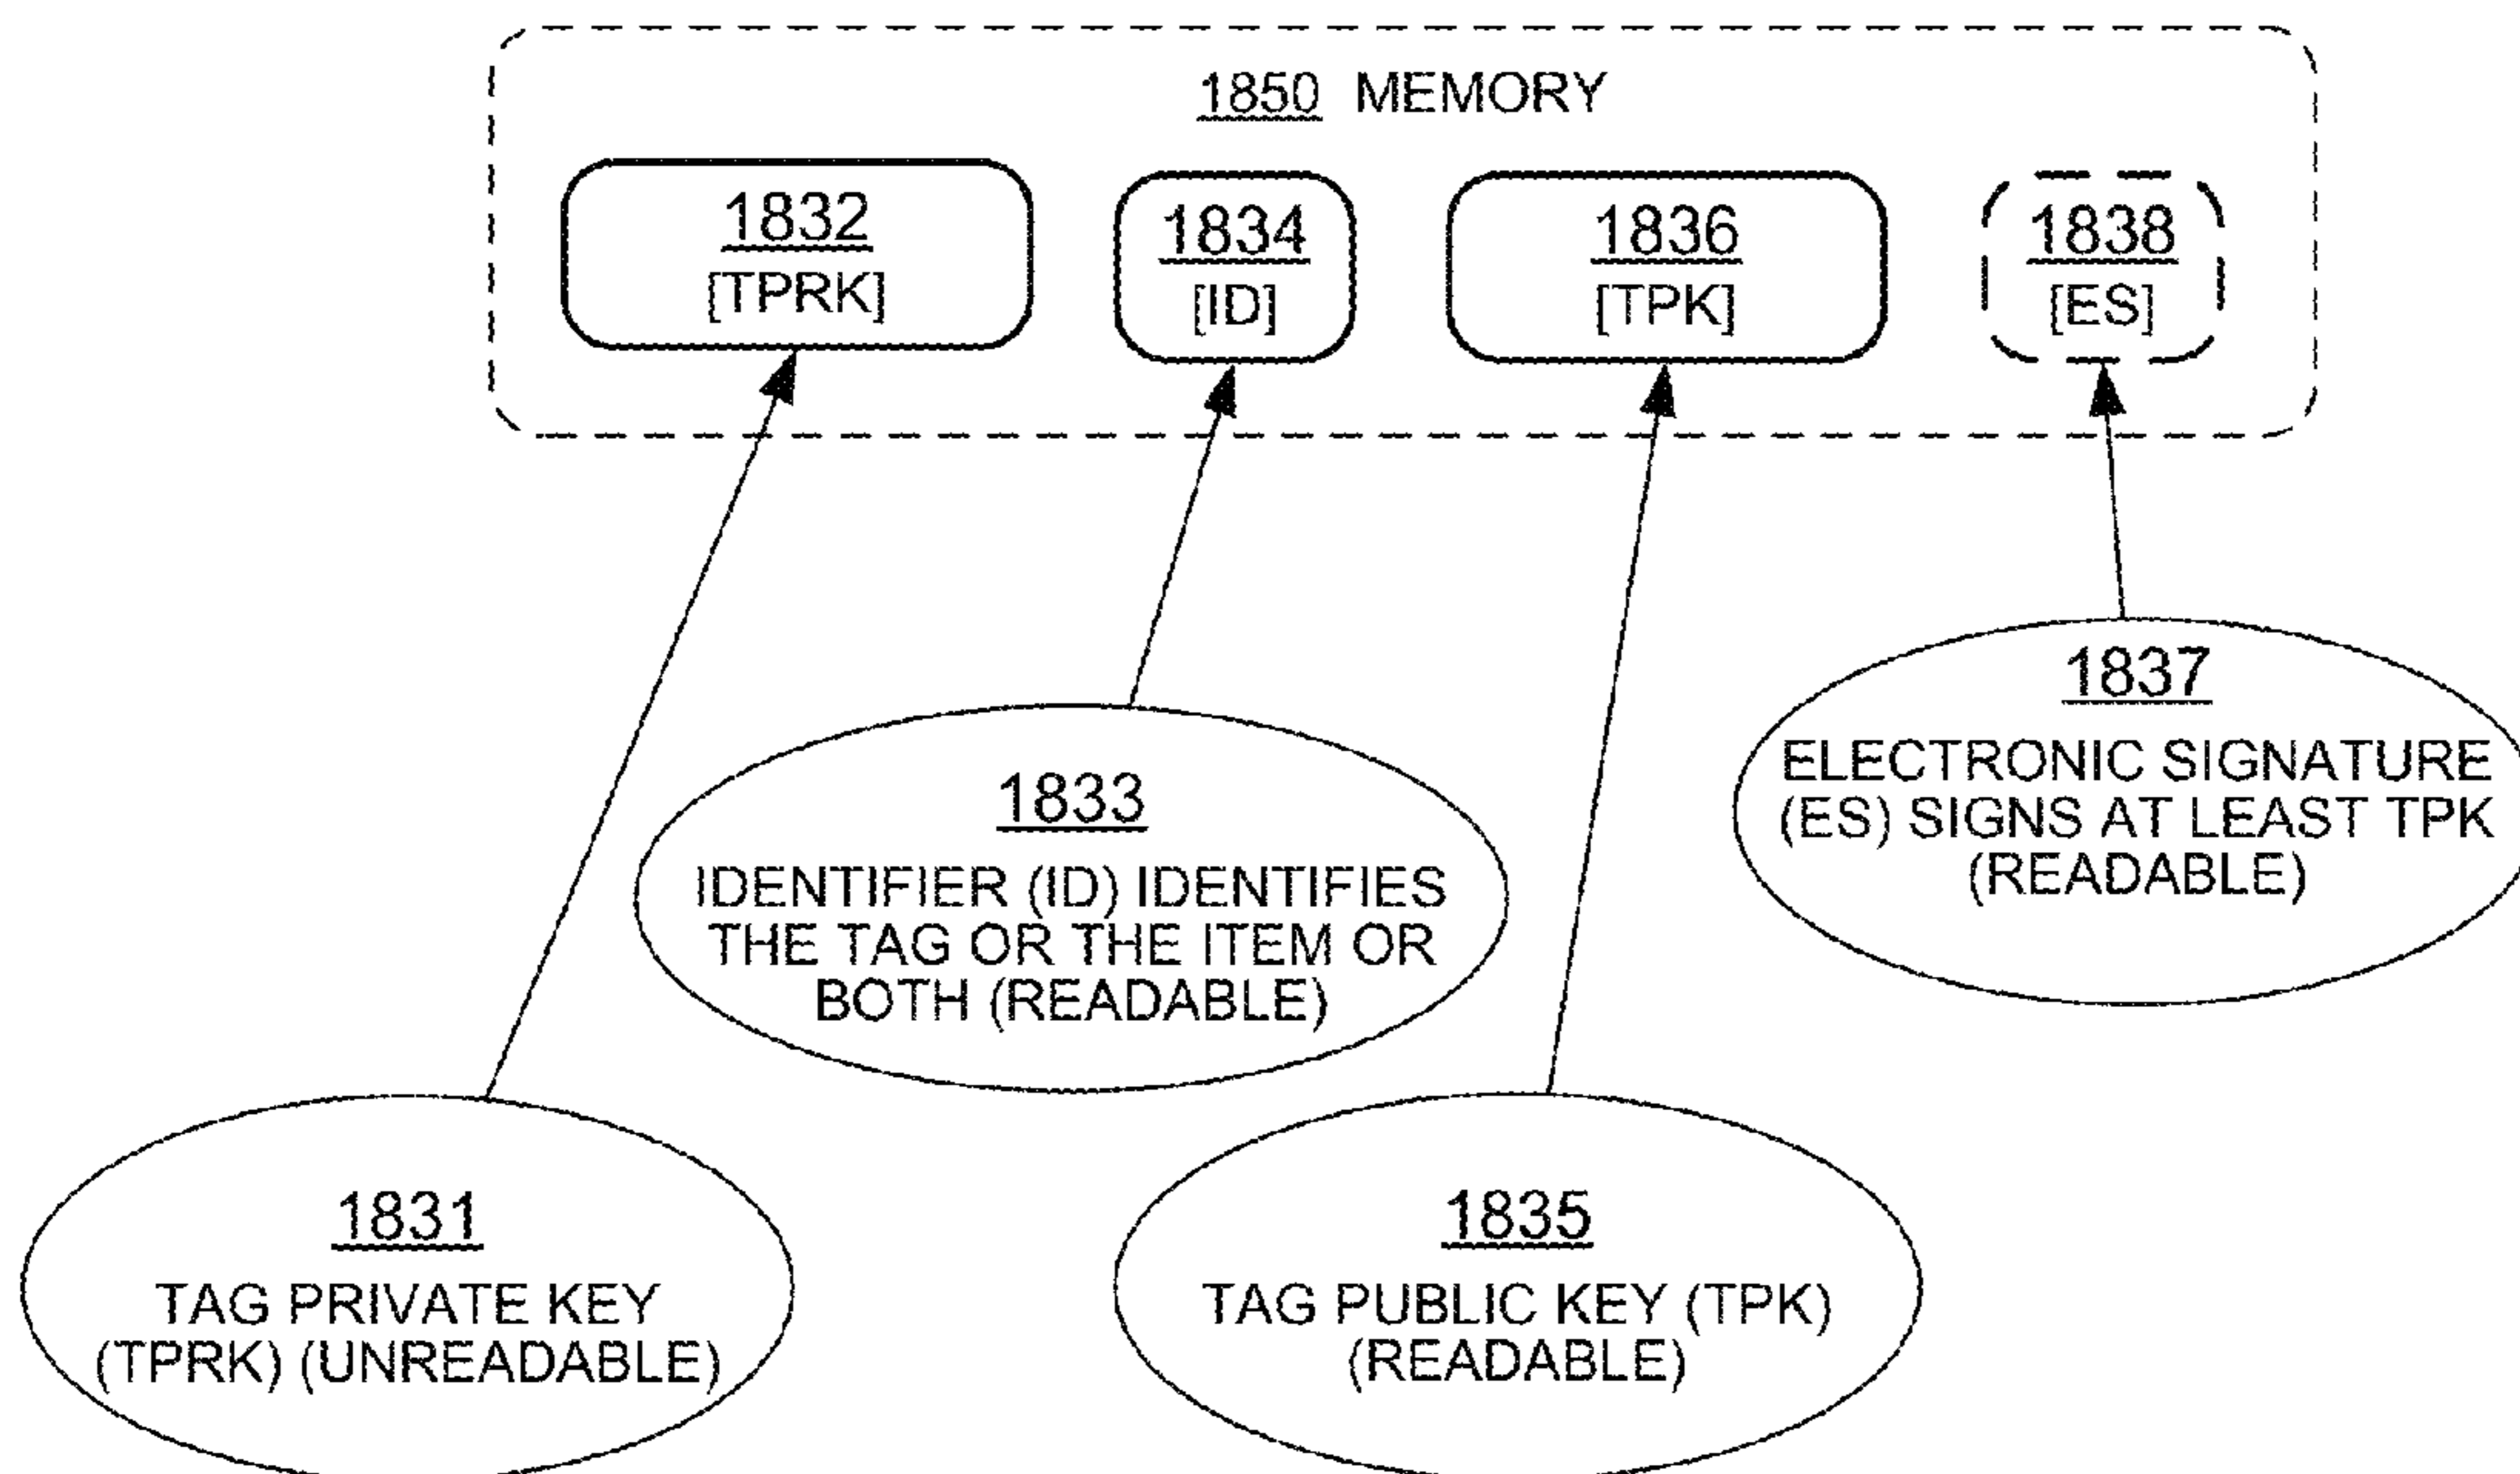 1850 MEMORY
1832
[TPRK]
1834
[ID]
1836
[TPK]
1838
[ES]
1837
ELECTRONIC SIGNATURE
(ES) SIGNS AT LEAST TPK
(READABLE)
1833
IDENTIFIER (ID) IDENTIFIES
THE TAG OR THE ITEM OR
BOTH (READABLE)
1831
TAG PRIVATE KEY
(TPRK) (UNREADABLE)
1835
TAG PUBLIC KEY (TPK)
(READABLE)